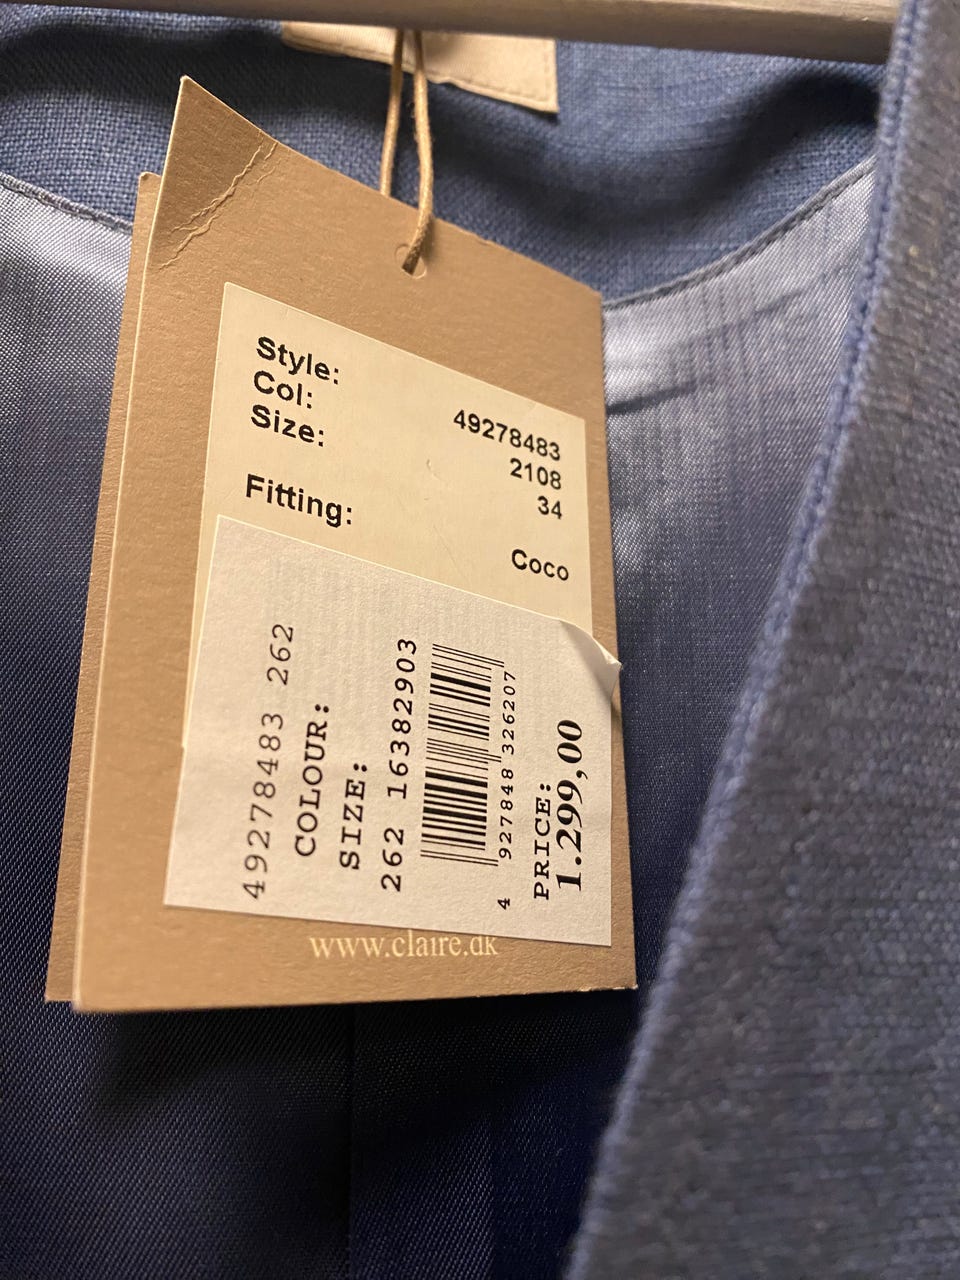 Style: 49278483
Col: 2108
Size: 34
Fitting: Coco
49278483 262
COLOUR:
SIZE:
262 16382903
4 927848 326207
PRICE:
1.299,00
www.claire.dk